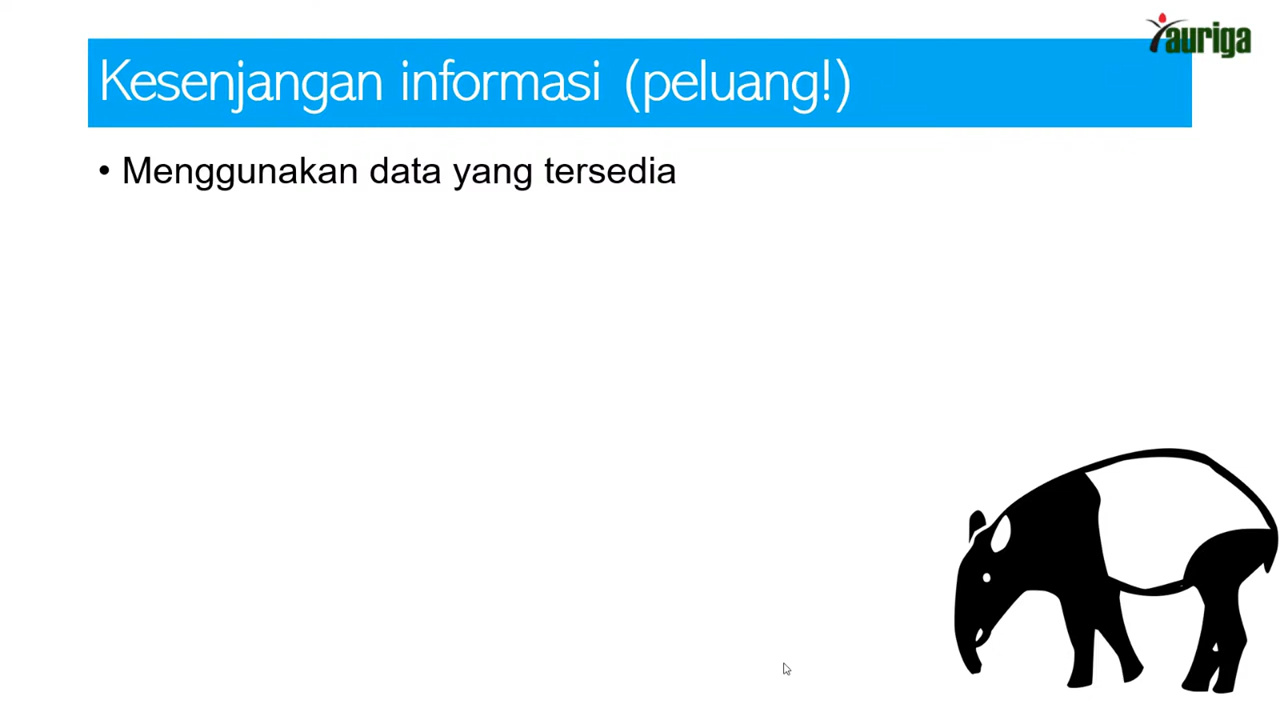 auriga
Kesenjangan informasi (peluang!)
• Menggunakan data yang tersedia